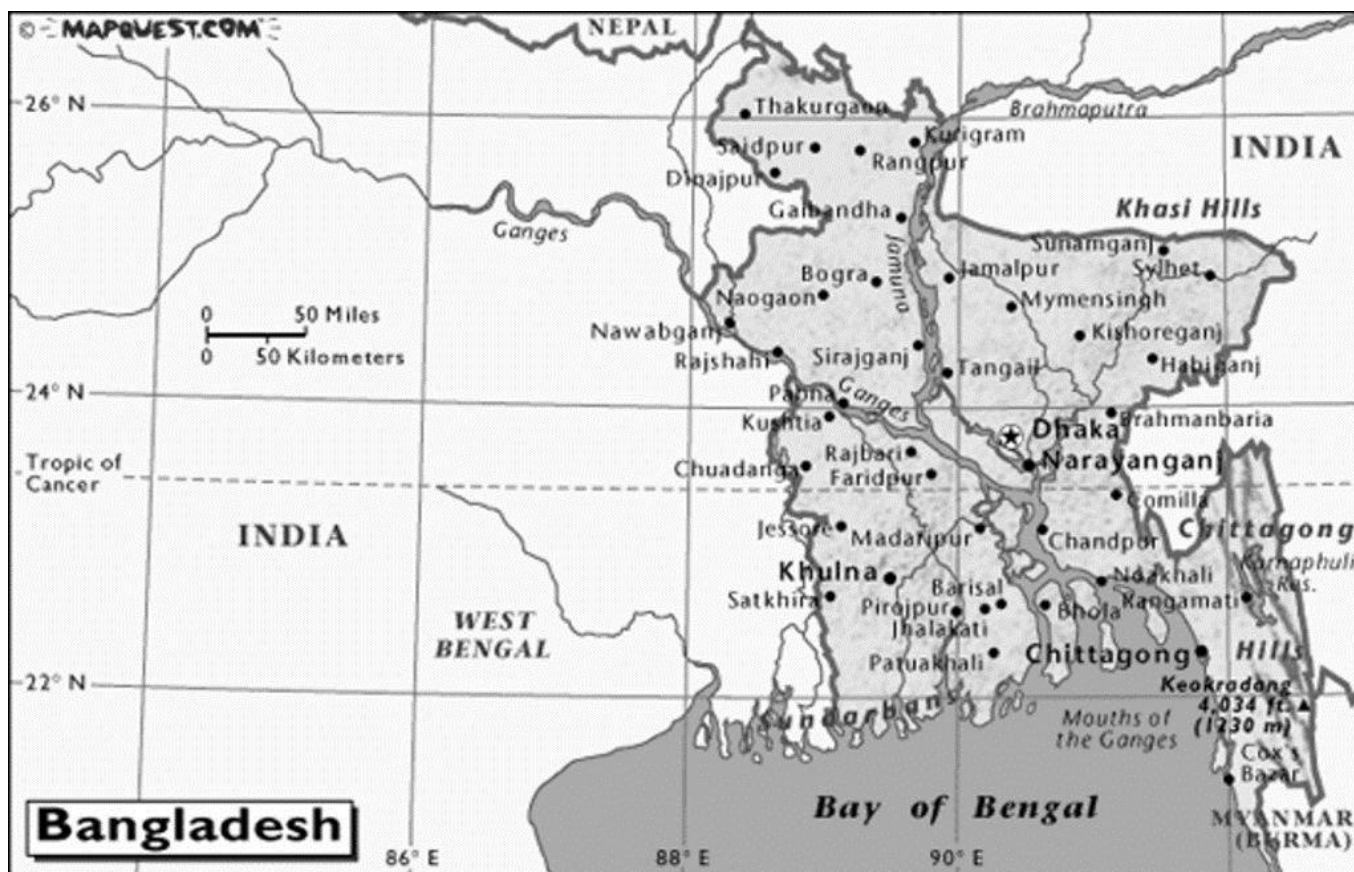 © MAPQUEST.COM
NEPAL
26° N
Thakurgaon
Brahmaputra
Kurigram
Saidpur
Rangpur
INDIA
Dinajpur
Gaibandha
Khasi Hills
Ganges
Sunamganj
Jamuna
Bogra
Jamalpur
Sylhet
Naogaon
Mymensingh
0 50 Miles
0 50 Kilometers
Nawabganj
Kishoreganj
Rajshahi
Sirajganj
Tangail
Habiganj
24° N
Pabna
Ganges
Kushtia
Dhaka
Brahmanbaria
Rajbari
Narayanganj
Tropic of
Cancer
Chuadanga
Faridpur
Comilla
INDIA
Jessore
Madaripur
Chandpur
Chittagong
Karnaphuli
Res.
Khulna
Noakhali
Satkhira
Barisal
Pirojpur
Bhola
Rangamati
Jhalakati
WEST
BENGAL
Patuakhali
Chittagong
Hills
22° N
Keokradong
4,034 ft.
(1230 m)
Sundarbans
Mouths of
the Ganges
Cox's
Bazar
Bay of Bengal
MYANMAR
(BURMA)
Bangladesh
86° E
88° E
90° E